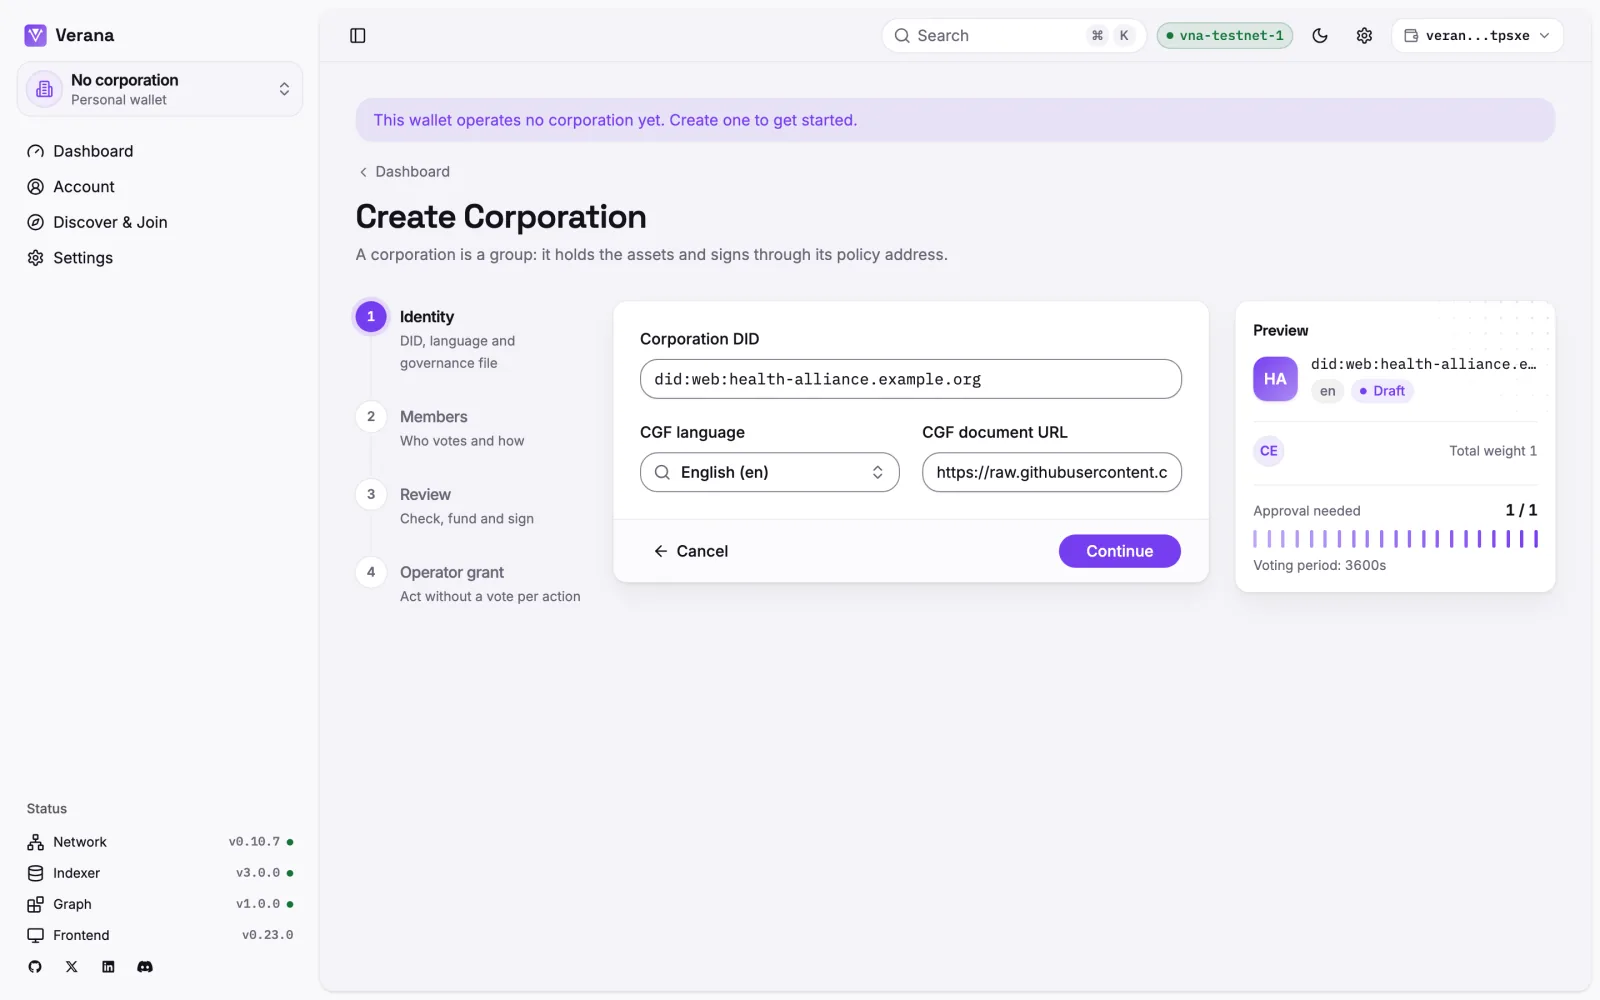 Verana
No corporation
Personal wallet
Dashboard
Account
Discover & Join
Settings
Status
Network v0.10.7
Indexer v3.0.0
Graph v1.0.0
Frontend v0.23.0
Search ⌘ K
vna-testnet-1
veran...tpsxe
This wallet operates no corporation yet. Create one to get started.
Dashboard
Create Corporation
A corporation is a group: it holds the assets and signs through its policy address.
1 Identity
DID, language and
governance file
2 Members
Who votes and how
3 Review
Check, fund and sign
4 Operator grant
Act without a vote per action
Corporation DID
did:web:health-alliance.example.org
CGF language
English (en)
CGF document URL
https://raw.githubusercontent.c
Cancel
Continue
Preview
HA
did:web:health-alliance.e…
en Draft
CE Total weight 1
Approval needed 1 / 1
Voting period: 3600s